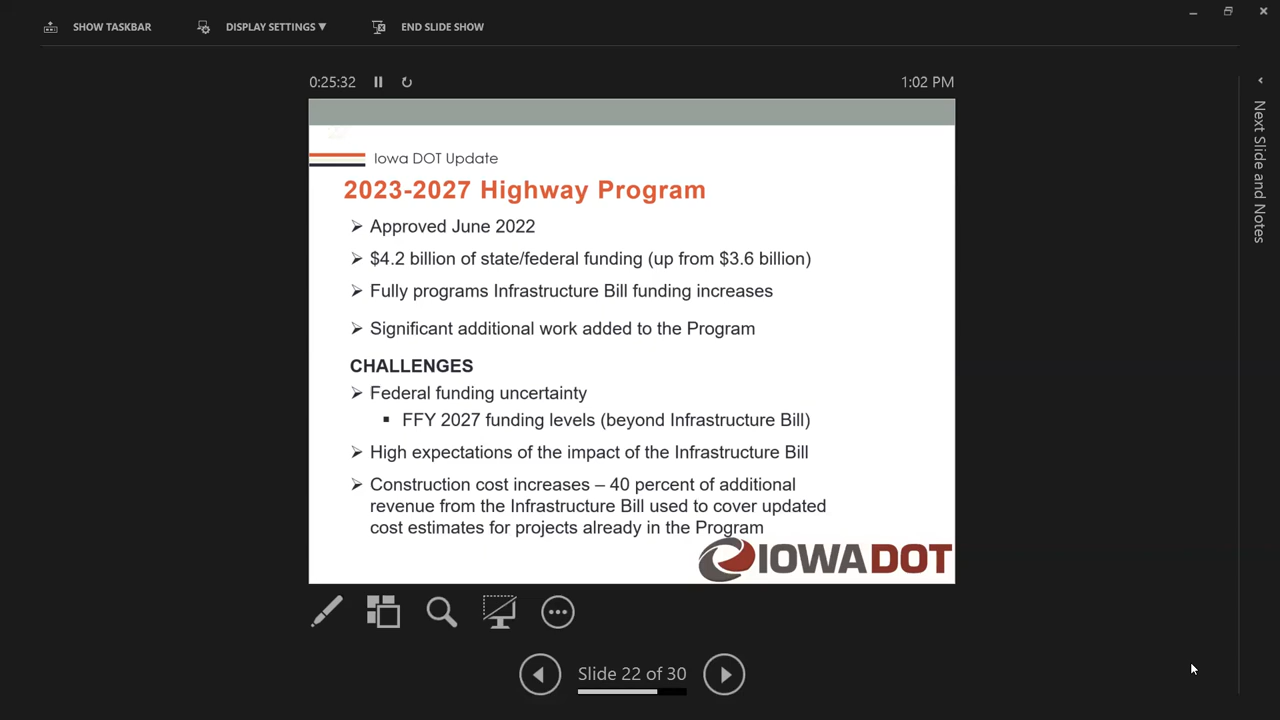 SHOW TASKBAR
DISPLAY SETTINGS ▼
END SLIDE SHOW
0:25:32
1:02 PM
Iowa DOT Update
2023-2027 Highway Program
➢ Approved June 2022
➢ $4.2 billion of state/federal funding (up from $3.6 billion)
➢ Fully programs Infrastructure Bill funding increases
➢ Significant additional work added to the Program
CHALLENGES
➢ Federal funding uncertainty
▪ FFY 2027 funding levels (beyond Infrastructure Bill)
➢ High expectations of the impact of the Infrastructure Bill
➢ Construction cost increases – 40 percent of additional
revenue from the Infrastructure Bill used to cover updated
cost estimates for projects already in the Program
IOWADOT
Slide 22 of 30
Next Slide and Notes